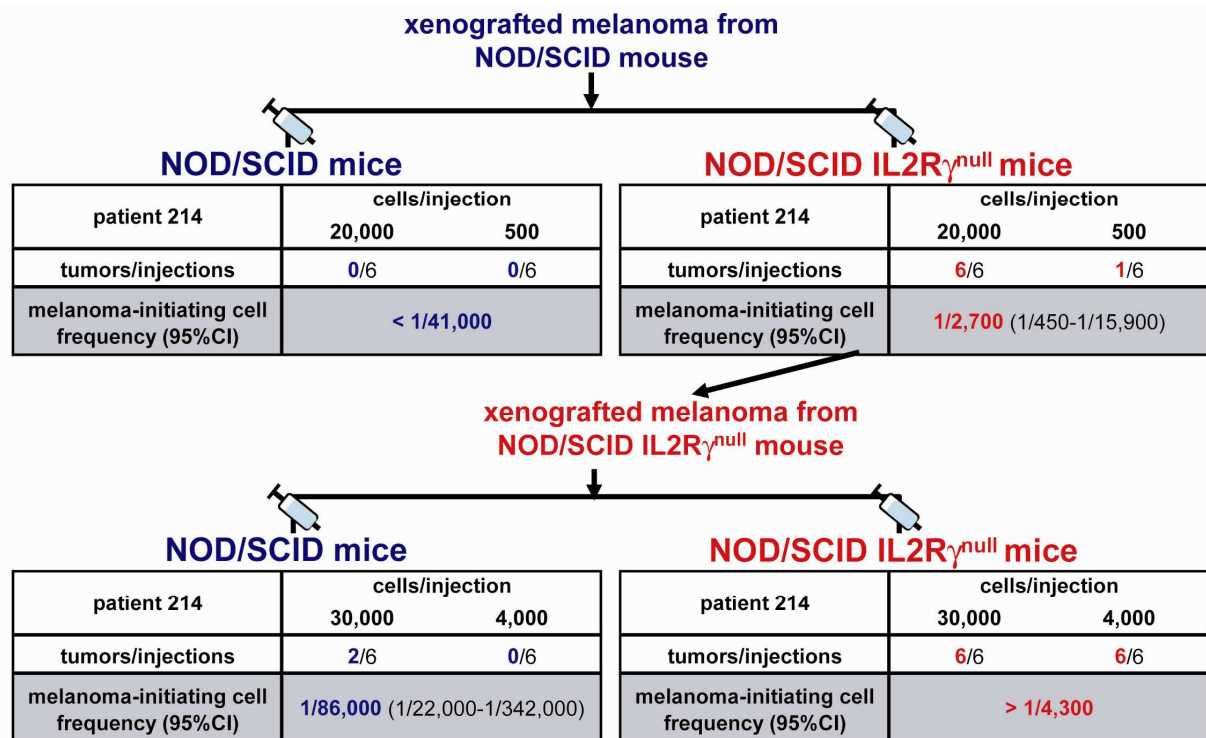 xenografted melanoma from
NOD/SCID mouse
NOD/SCID mice
patient 214
cells/injection
20,000 500
tumors/injections 0/6 0/6
melanoma-initiating cell
frequency (95%CI)
< 1/41,000
NOD/SCID IL2Rγnull mice
patient 214
cells/injection
20,000 500
tumors/injections 6/6 1/6
melanoma-initiating cell
frequency (95%CI)
1/2,700 (1/450-1/15,900)
xenografted melanoma from
NOD/SCID IL2Rγnull mouse
NOD/SCID mice
patient 214
cells/injection
30,000 4,000
tumors/injections 2/6 0/6
melanoma-initiating cell
frequency (95%CI)
1/86,000 (1/22,000-1/342,000)
NOD/SCID IL2Rγnull mice
patient 214
cells/injection
30,000 4,000
tumors/injections 6/6 6/6
melanoma-initiating cell
frequency (95%CI)
> 1/4,300